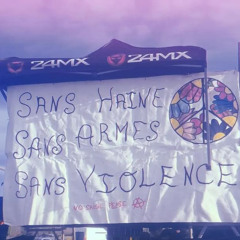 24MX 24MX
SANS HAINE
SANS ARMES
SANS VIOLENCE